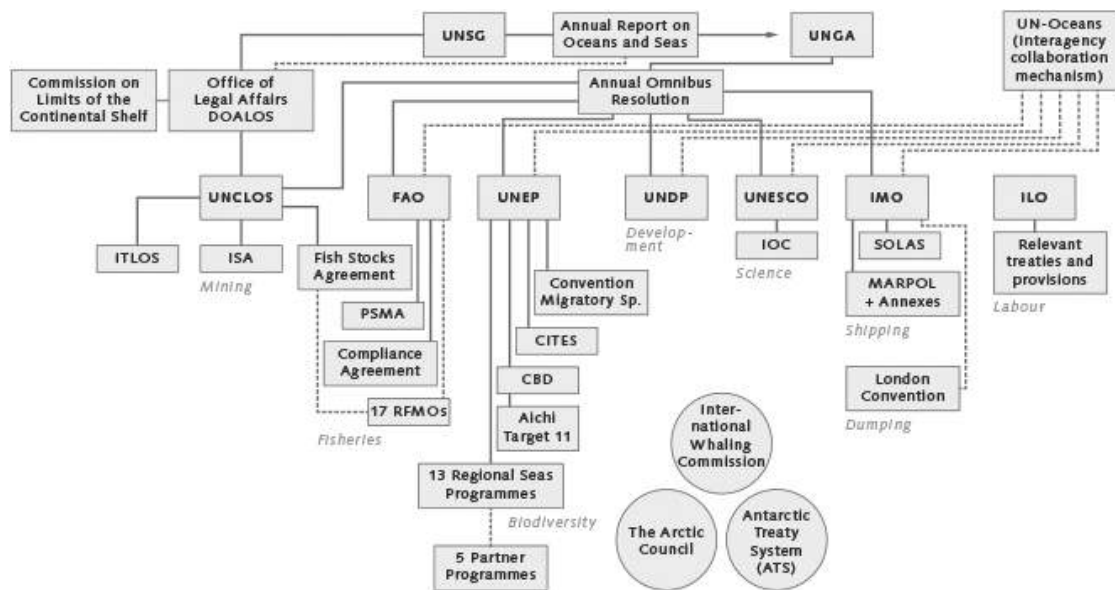 UNSG
Annual Report on
Oceans and Seas
UNGA
UN-Oceans
(Interagency
collaboration
mechanism)
Commission on
Limits of the
Continental Shelf
Office of
Legal Affairs
DOALOS
Annual Omnibus
Resolution
UNCLOS
FAO
UNEP
UNDP
UNESCO
IMO
ILO
Develop-
ment
ITLOS
ISA
Mining
Fish Stocks
Agreement
IOC
Science
SOLAS
Relevant
treaties and
provisions
Labour
PSMA
Convention
Migratory Sp.
MARPOL
+ Annexes
Shipping
Compliance
Agreement
CITES
CBD
London
Convention
Dumping
17 RFMOs
Fisheries
Aichi
Target 11
Inter-
national
Whaling
Commission
13 Regional Seas
Programmes
Biodiversity
The Arctic
Council
Antarctic
Treaty
System
(ATS)
5 Partner
Programmes